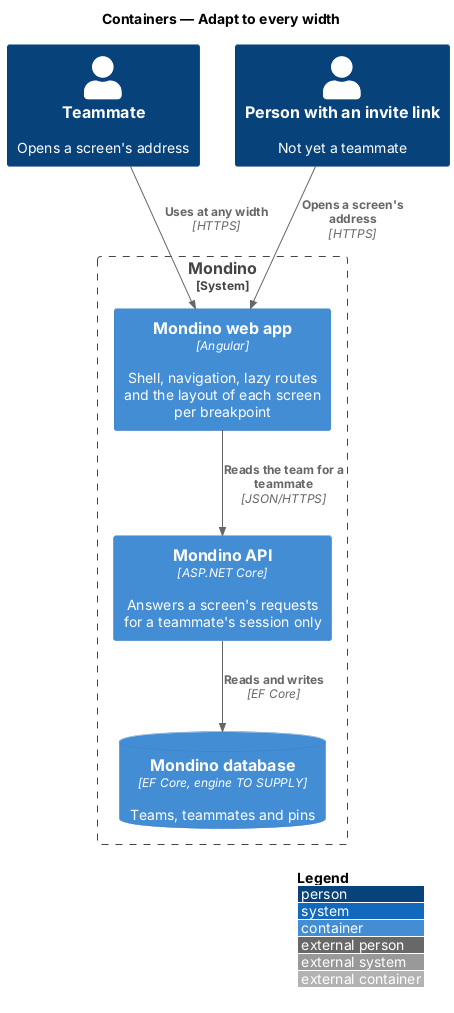 Containers — Adapt to every width
Teammate
Opens a screen's address
Person with an invite link
Not yet a teammate
Uses at any width
[HTTPS]
Opens a screen's
address
[HTTPS]
Mondino
[System]
Mondino web app
[Angular]
Shell, navigation, lazy routes
and the layout of each screen
per breakpoint
Reads the team for a
teammate
[JSON/HTTPS]
Mondino API
[ASP.NET Core]
Answers a screen's requests
for a teammate's session only
Reads and writes
[EF Core]
Mondino database
[EF Core, engine TO SUPPLY]
Teams, teammates and pins
Legend
person
system
container
external person
external system
external container